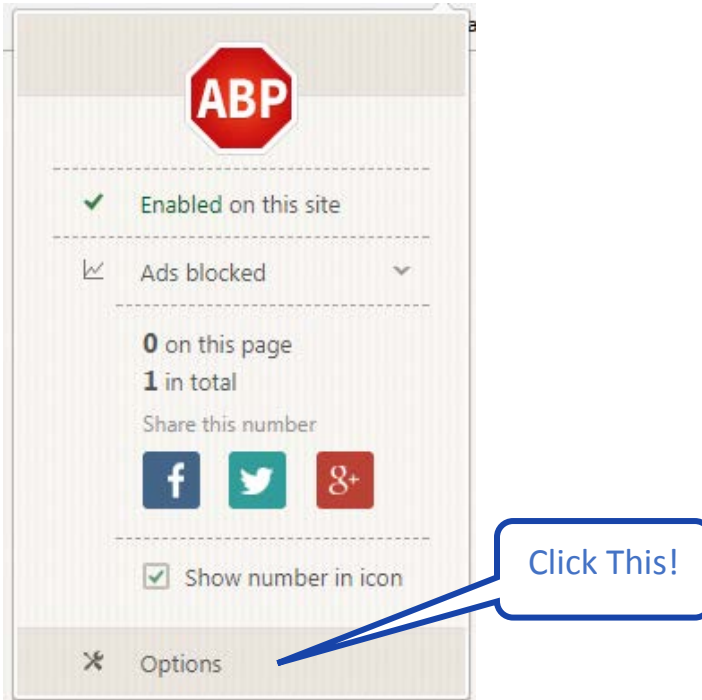 a
ABP
Enabled on this site
Ads blocked
0 on this page
1 in total
Share this number
f
g+
Show number in icon
Click This!
Options